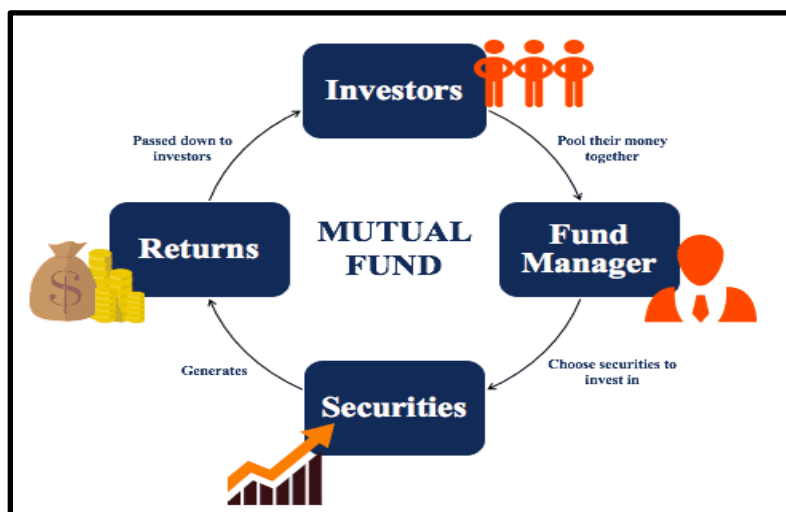 Investors
Passed down to
investors
Pool their money
together
Returns
MUTUAL
FUND
Fund
Manager
$
Generates
Choose securities to
invest in
Securities